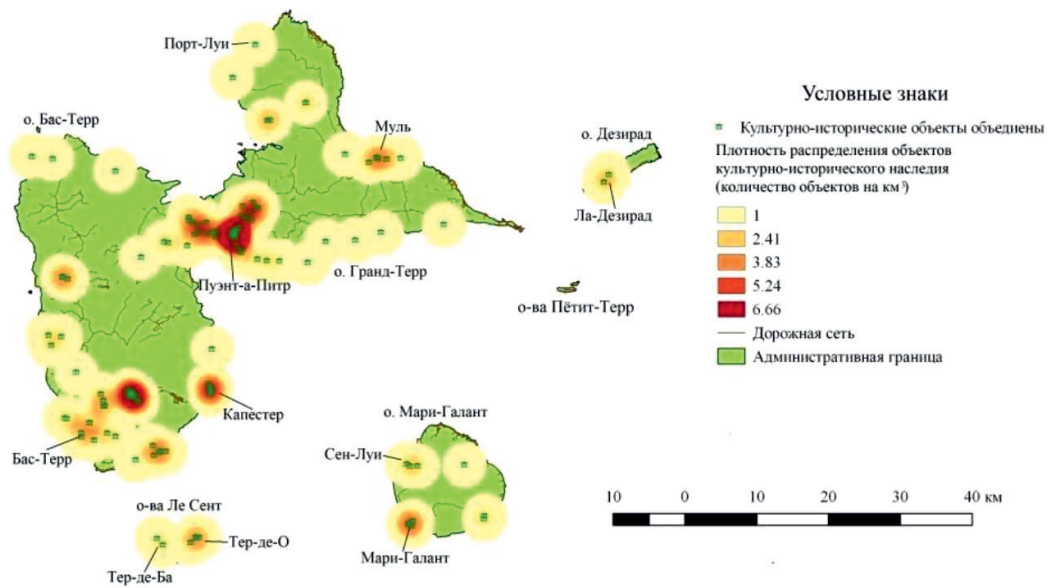 Порт-Луи
о. Бас-Терр
Муль
о. Дезирад
Ла-Дезирад
Пуэнт-а-Питр
о. Гранд-Терр
о-ва Пётит-Терр
Капестер
Бас-Терр
о. Мари-Галант
Сен-Луи
Мари-Галант
о-ва Ле Сент
Тер-де-О
Тер-де-Ба
Условные знаки
Культурно-исторические объекты объедиены
Плотность распределения объектов
культурно-исторического наследия
(количество объектов на км³)
1
2.41
3.83
5.24
6.66
Дорожная сеть
Административная граница
10 0 10 20 30 40 км